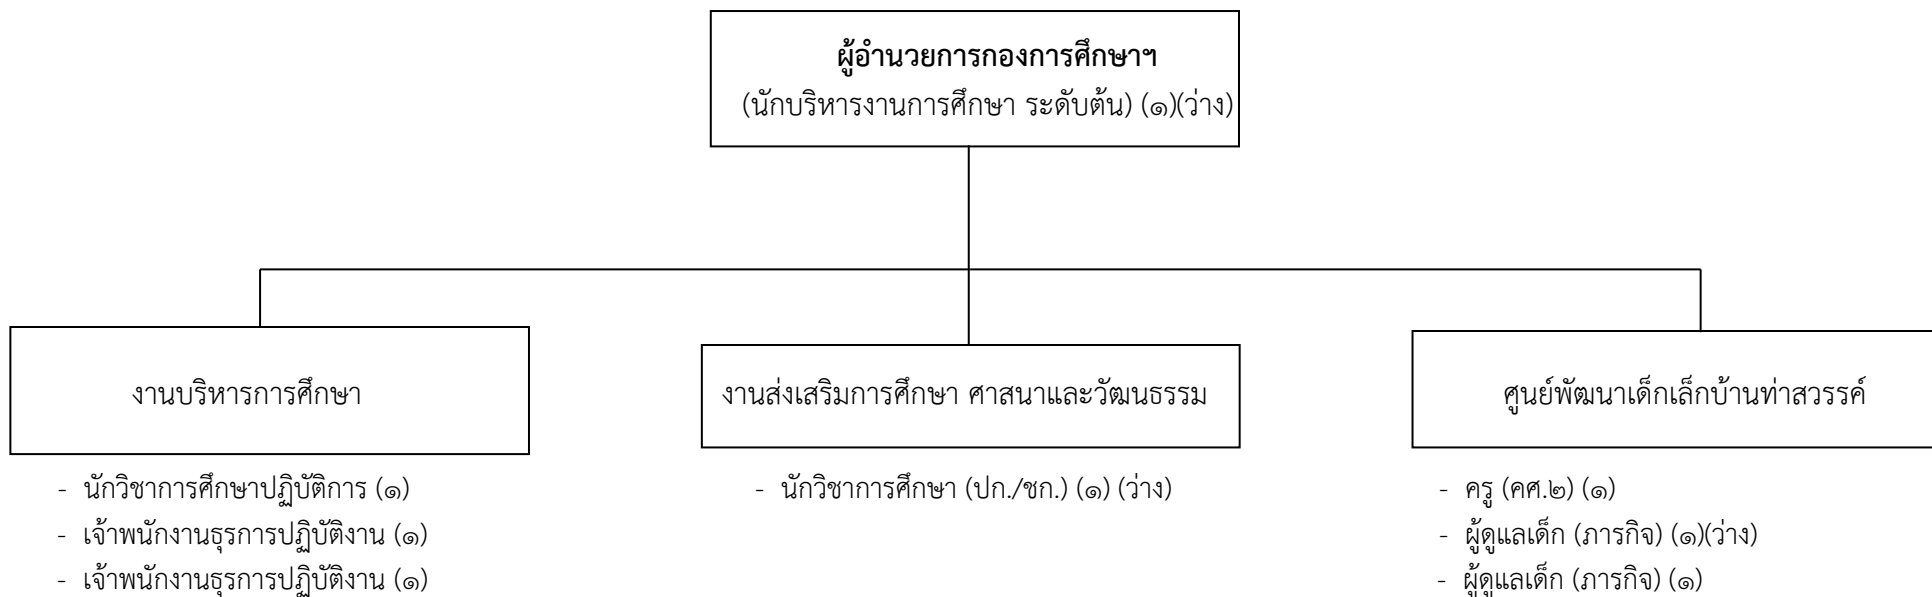 ผู้อำนวยการกองการศึกษาฯ
(นักบริหารงานการศึกษา ระดับต้น) (๑)(ว่าง)
งานบริหารการศึกษา
- นักวิชาการศึกษาปฏิบัติการ (๑)
- เจ้าพนักงานธุรการปฏิบัติงาน (๑)
- เจ้าพนักงานธุรการปฏิบัติงาน (๑)
งานส่งเสริมการศึกษา ศาสนาและวัฒนธรรม
- นักวิชาการศึกษา (ปก./ชก.) (๑) (ว่าง)
ศูนย์พัฒนาเด็กเล็กบ้านท่าสวรรค์
- ครู (คศ.๒) (๑)
- ผู้ดูแลเด็ก (ภารกิจ) (๑)(ว่าง)
- ผู้ดูแลเด็ก (ภารกิจ) (๑)